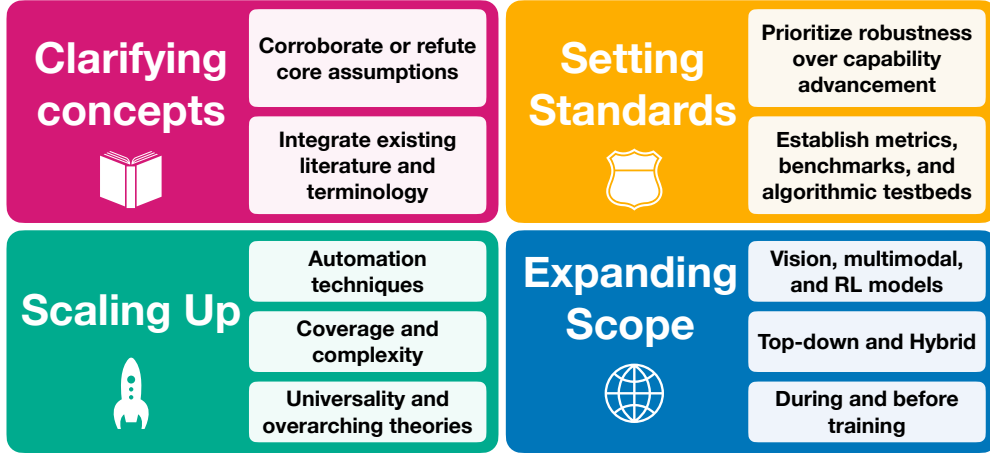 Clarifying
concepts
Corroborate or refute
core assumptions
Integrate existing
literature and
terminology
Setting
Standards
Prioritize robustness
over capability
advancement
Establish metrics,
benchmarks, and
algorithmic testbeds
Scaling Up
Automation
techniques
Coverage and
complexity
Universality and
overarching theories
Expanding
Scope
Vision, multimodal,
and RL models
Top-down and Hybrid
During and before
training